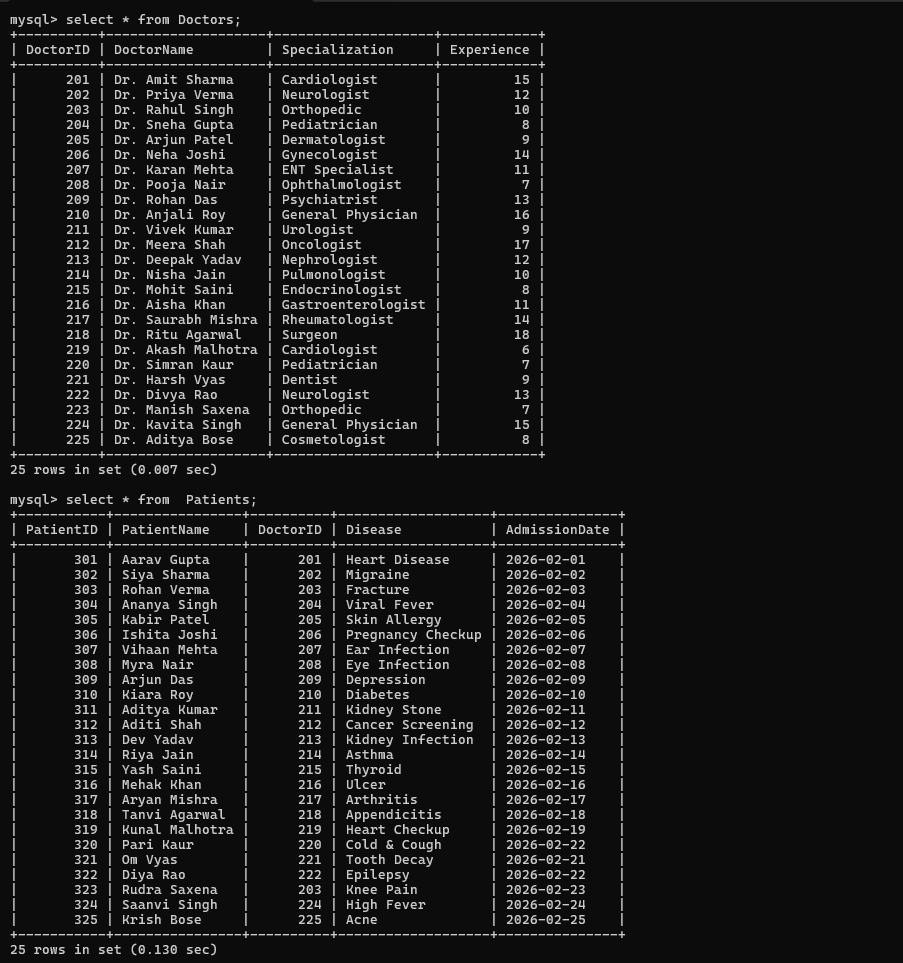 mysql> select * from Doctors;
+----------+--------------------+--------------------+------------+
| DoctorID | DoctorName         | Specialization     | Experience |
+----------+--------------------+--------------------+------------+
|      201 | Dr. Amit Sharma    | Cardiologist       |         15 |
|      202 | Dr. Priya Verma    | Neurologist        |         12 |
|      203 | Dr. Rahul Singh    | Orthopedic         |         10 |
|      204 | Dr. Sneha Gupta    | Pediatrician       |          8 |
|      205 | Dr. Arjun Patel    | Dermatologist      |          9 |
|      206 | Dr. Neha Joshi     | Gynecologist       |         14 |
|      207 | Dr. Karan Mehta    | ENT Specialist     |         11 |
|      208 | Dr. Pooja Nair     | Ophthalmologist    |          7 |
|      209 | Dr. Rohan Das      | Psychiatrist       |         13 |
|      210 | Dr. Anjali Roy     | General Physician  |         16 |
|      211 | Dr. Vivek Kumar    | Urologist          |          9 |
|      212 | Dr. Meera Shah     | Oncologist         |         17 |
|      213 | Dr. Deepak Yadav   | Nephrologist       |         12 |
|      214 | Dr. Nisha Jain     | Pulmonologist      |         10 |
|      215 | Dr. Mohit Saini    | Endocrinologist    |          8 |
|      216 | Dr. Aisha Khan     | Gastroenterologist |         11 |
|      217 | Dr. Saurabh Mishra | Rheumatologist     |         14 |
|      218 | Dr. Ritu Agarwal   | Surgeon            |         18 |
|      219 | Dr. Akash Malhotra | Cardiologist       |          6 |
|      220 | Dr. Simran Kaur    | Pediatrician       |          7 |
|      221 | Dr. Harsh Vyas     | Dentist            |          9 |
|      222 | Dr. Divya Rao      | Neurologist        |         13 |
|      223 | Dr. Manish Saxena  | Orthopedic         |          7 |
|      224 | Dr. Kavita Singh   | General Physician  |         15 |
|      225 | Dr. Aditya Bose    | Cosmetologist      |          8 |
+----------+--------------------+--------------------+------------+
25 rows in set (0.007 sec)
mysql> select * from  Patients;
+-----------+----------------+----------+-------------------+---------------+
| PatientID | PatientName    | DoctorID | Disease           | AdmissionDate |
+-----------+----------------+----------+-------------------+---------------+
|       301 | Aarav Gupta    |      201 | Heart Disease     | 2026-02-01    |
|       302 | Siya Sharma    |      202 | Migraine          | 2026-02-02    |
|       303 | Rohan Verma    |      203 | Fracture          | 2026-02-03    |
|       304 | Ananya Singh   |      204 | Viral Fever       | 2026-02-04    |
|       305 | Kabir Patel    |      205 | Skin Allergy      | 2026-02-05    |
|       306 | Ishita Joshi   |      206 | Pregnancy Checkup | 2026-02-06    |
|       307 | Vihaan Mehta   |      207 | Ear Infection     | 2026-02-07    |
|       308 | Myra Nair      |      208 | Eye Infection     | 2026-02-08    |
|       309 | Arjun Das      |      209 | Depression        | 2026-02-09    |
|       310 | Kiara Roy      |      210 | Diabetes          | 2026-02-10    |
|       311 | Aditya Kumar   |      211 | Kidney Stone      | 2026-02-11    |
|       312 | Aditi Shah     |      212 | Cancer Screening  | 2026-02-12    |
|       313 | Dev Yadav      |      213 | Kidney Infection  | 2026-02-13    |
|       314 | Riya Jain      |      214 | Asthma            | 2026-02-14    |
|       315 | Yash Saini     |      215 | Thyroid           | 2026-02-15    |
|       316 | Mehak Khan     |      216 | Ulcer             | 2026-02-16    |
|       317 | Aryan Mishra   |      217 | Arthritis         | 2026-02-17    |
|       318 | Tanvi Agarwal  |      218 | Appendicitis      | 2026-02-18    |
|       319 | Kunal Malhotra |      219 | Heart Checkup     | 2026-02-19    |
|       320 | Pari Kaur      |      220 | Cold & Cough      | 2026-02-22    |
|       321 | Om Vyas        |      221 | Tooth Decay       | 2026-02-21    |
|       322 | Diya Rao       |      222 | Epilepsy          | 2026-02-22    |
|       323 | Rudra Saxena   |      203 | Knee Pain         | 2026-02-23    |
|       324 | Saanvi Singh   |      224 | High Fever        | 2026-02-24    |
|       325 | Krish Bose     |      225 | Acne              | 2026-02-25    |
+-----------+----------------+----------+-------------------+---------------+
25 rows in set (0.130 sec)